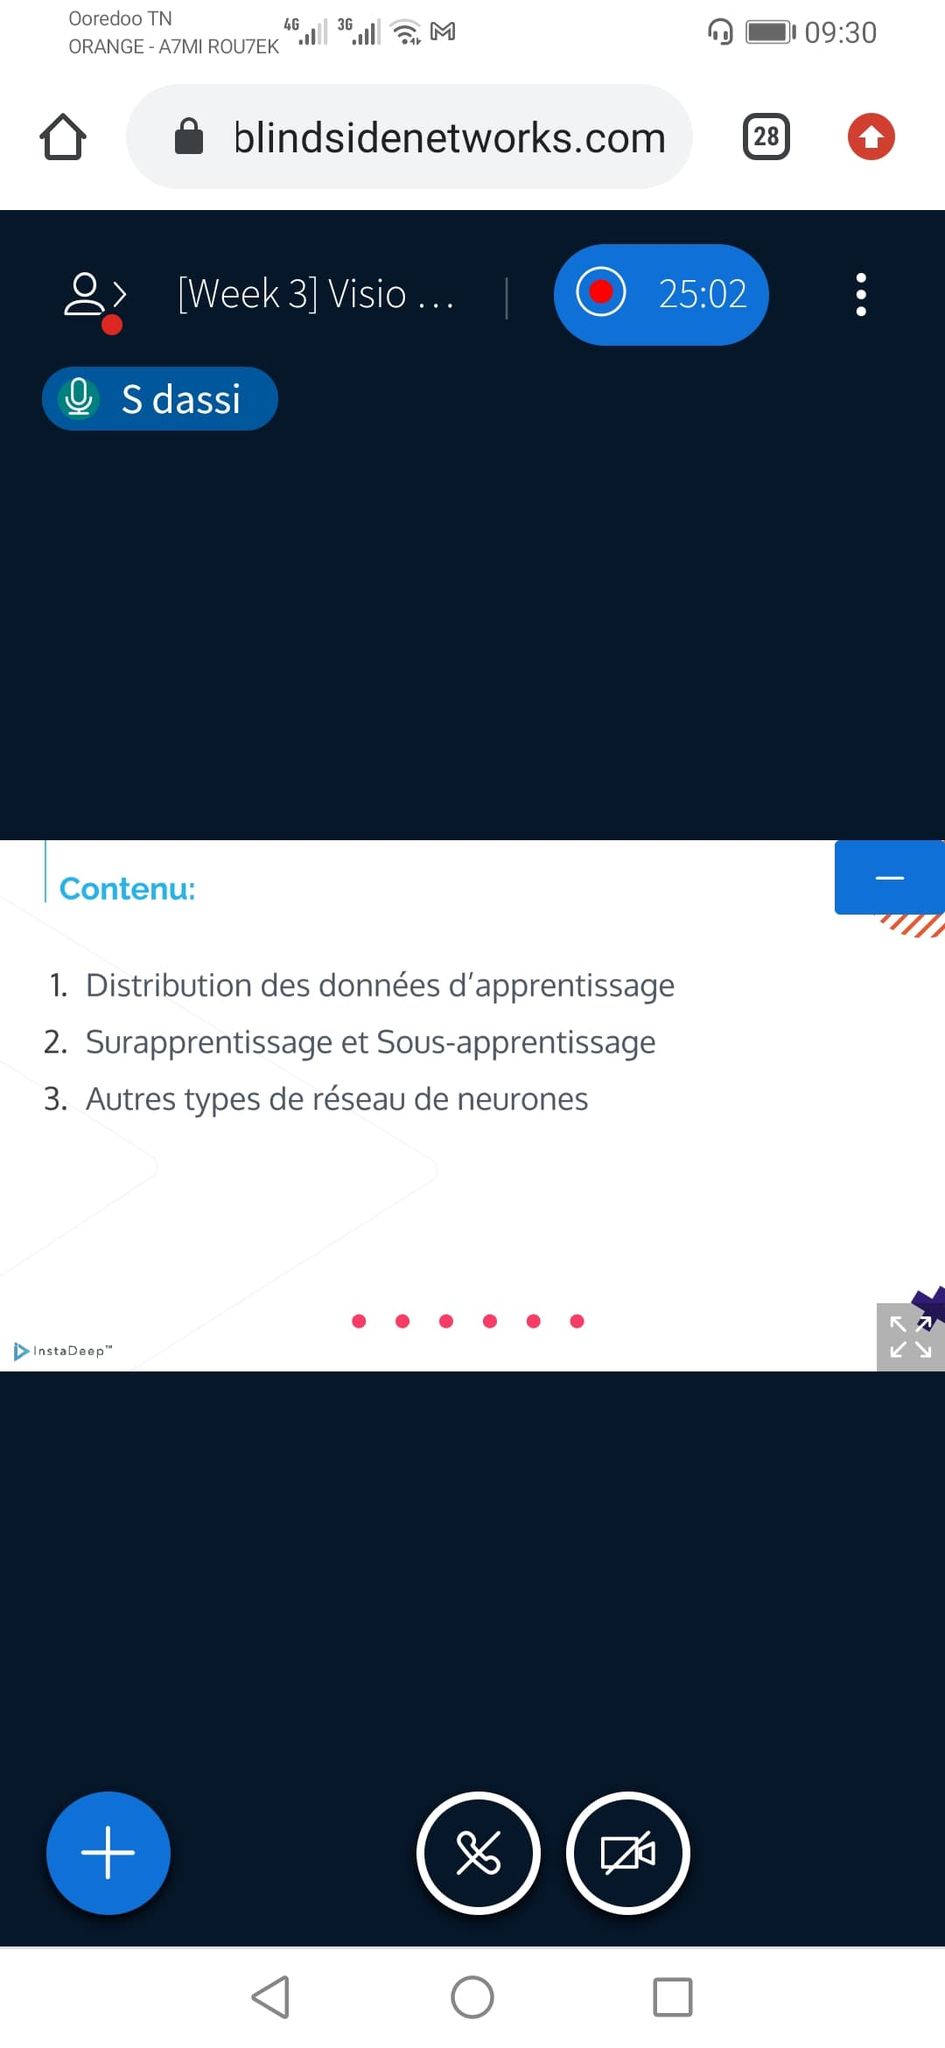 Ooredoo TN
ORANGE - A7MI ROU7EK
4G 3G 09:30
blindsidenetworks.com 28
[Week 3] Visio ... 25:02
S dassi
Contenu:
1. Distribution des données d'apprentissage
2. Surapprentissage et Sous-apprentissage
3. Autres types de réseau de neurones
InstaDeep™